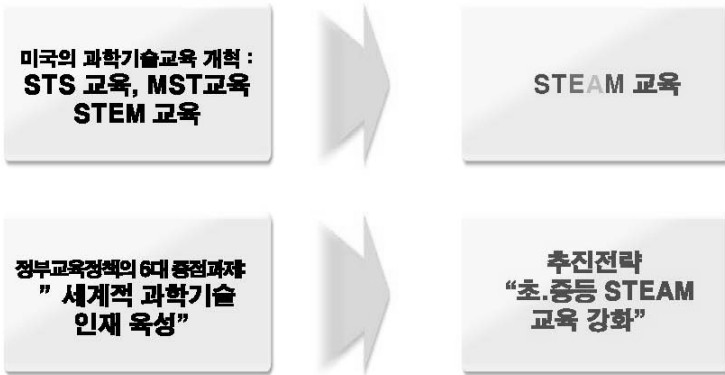 미국의 과학기술교육 개혁 :
STS 교육, MST교육
STEM 교육
STEAM 교육
정부교육정책의 6대 중점과제:
” 세계적 과학기술
인재 육성”
추진전략
“초.중등 STEAM
교육 강화”